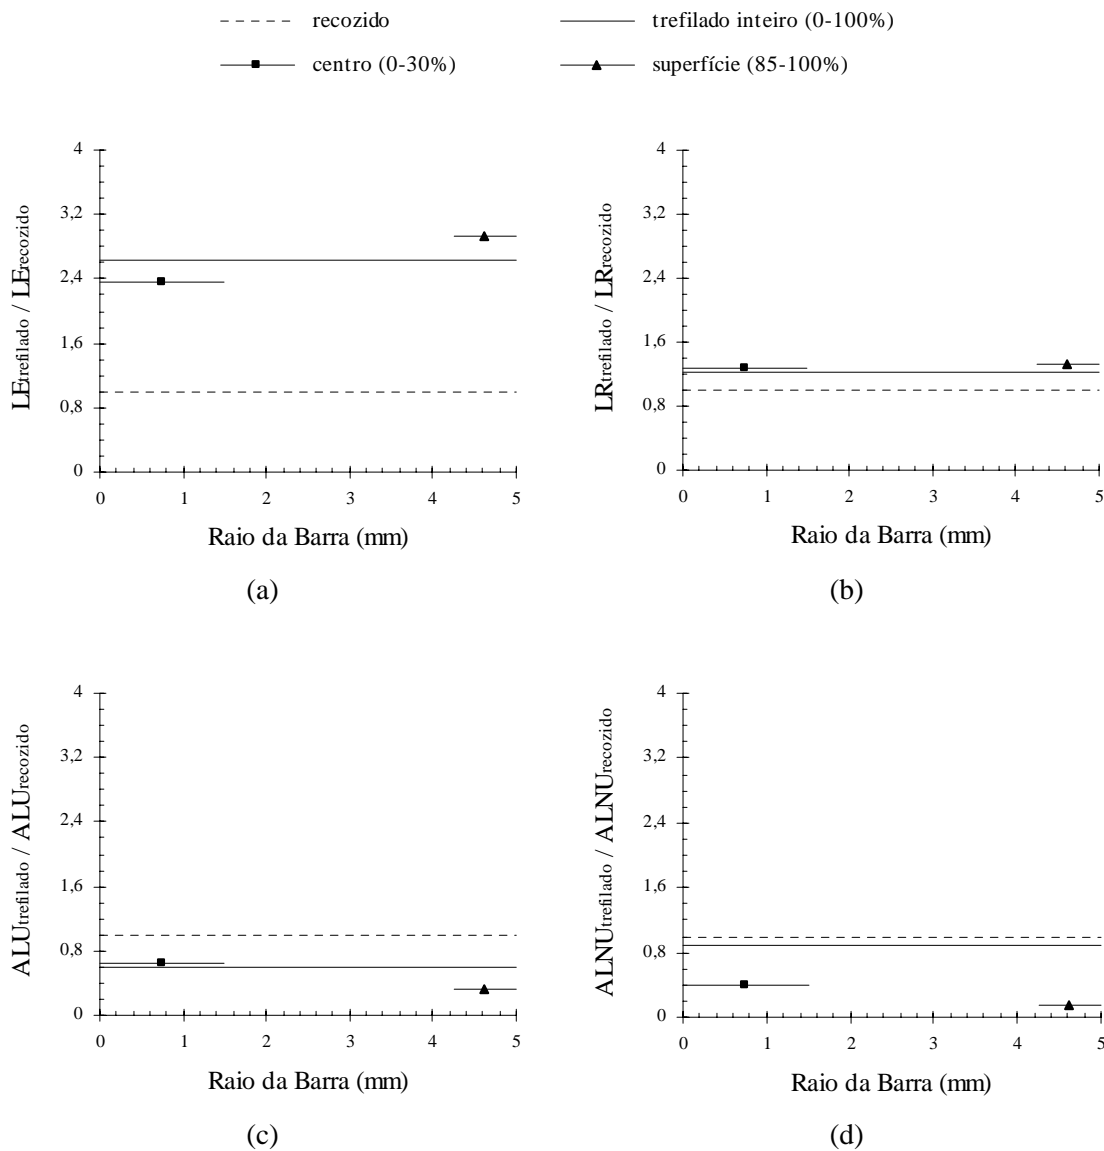 recozido
trefilado inteiro (0-100%)
centro (0-30%)
superfície (85-100%)
LEtrefilado / LErecozido
4
3,2
2,4
1,6
0,8
0
0 1 2 3 4 5
Raio da Barra (mm)
(a)
LRtrefilado / LRrecozido
4
3,2
2,4
1,6
0,8
0
0 1 2 3 4 5
Raio da Barra (mm)
(b)
ALUtrefilado / ALUrecozido
4
3,2
2,4
1,6
0,8
0
0 1 2 3 4 5
Raio da Barra (mm)
(c)
ALNUtrefilado / ALNUrecozido
4
3,2
2,4
1,6
0,8
0
0 1 2 3 4 5
Raio da Barra (mm)
(d)